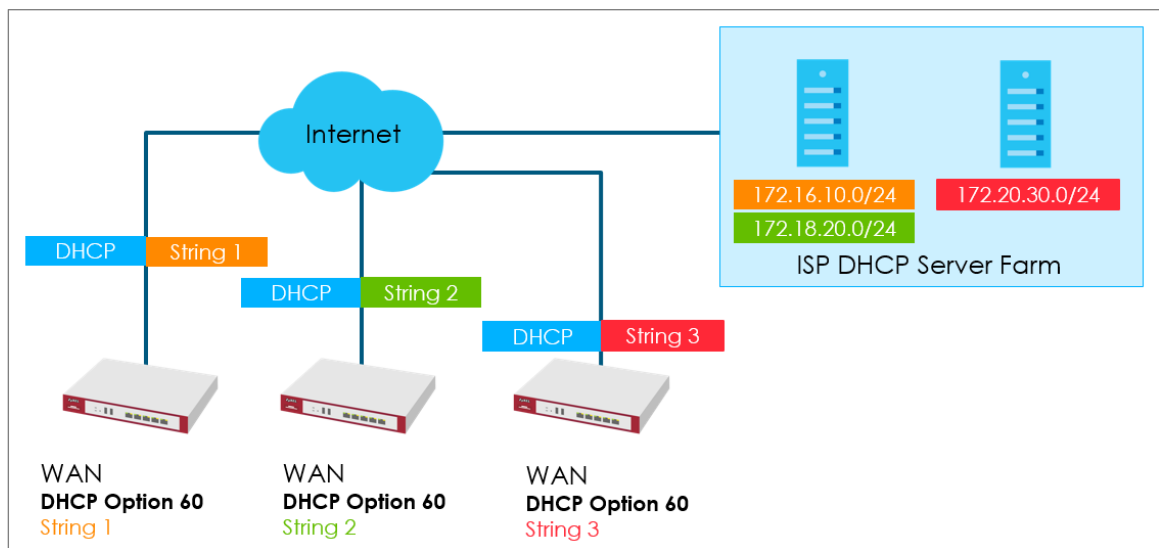 Internet
172.16.10.0/24
172.20.30.0/24
172.18.20.0/24
ISP DHCP Server Farm
DHCP String 1
DHCP String 2
DHCP String 3
WAN
DHCP Option 60
String 1
WAN
DHCP Option 60
String 2
WAN
DHCP Option 60
String 3